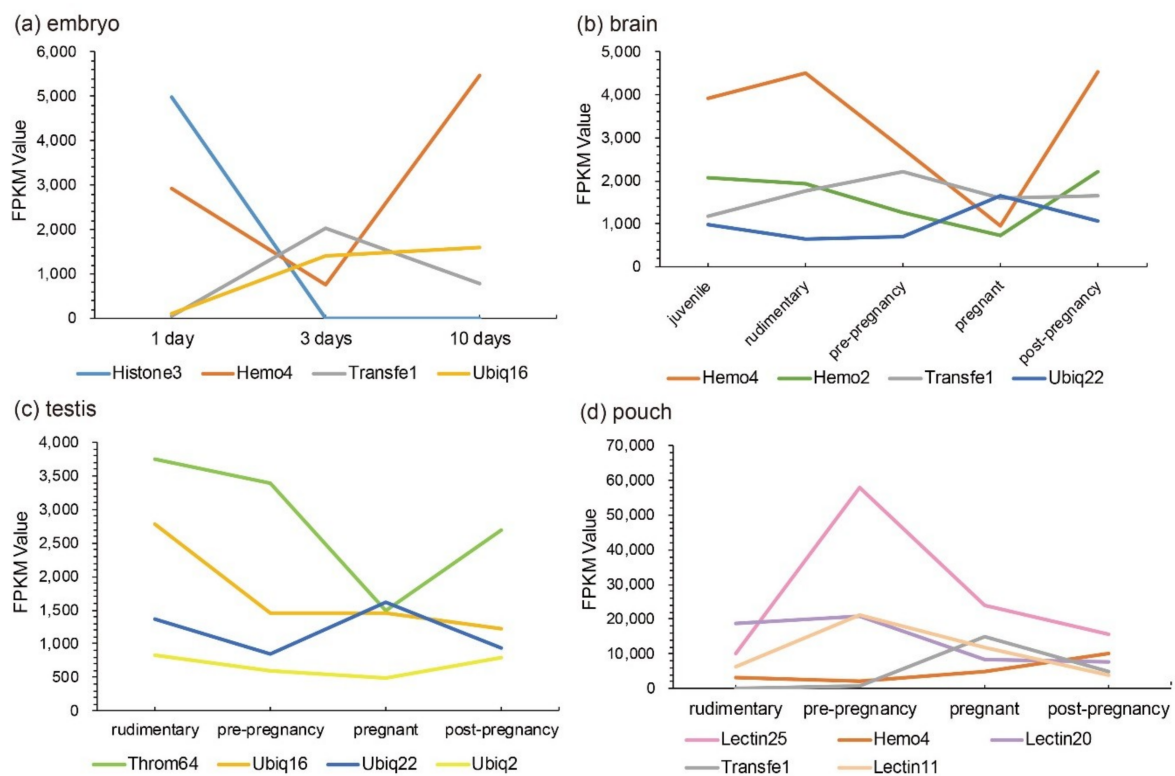 (a) embryo
6,000
5,000
4,000
3,000
2,000
1,000
0
FPKM Value
1 day 3 days 10 days
Histone3 Hemo4 Transfe1 Ubiq16
(b) brain
5,000
4,000
3,000
2,000
1,000
0
FPKM Value
juvenile rudimentary pre-pregnancy pregnant post-pregnancy
Hemo4 Hemo2 Transfe1 Ubiq22
(c) testis
4,000
3,500
3,000
2,500
2,000
1,500
1,000
500
0
FPKM Value
rudimentary pre-pregnancy pregnant post-pregnancy
Throm64 Ubiq16 Ubiq22 Ubiq2
(d) pouch
70,000
60,000
50,000
40,000
30,000
20,000
10,000
0
FPKM Value
rudimentary pre-pregnancy pregnant post-pregnancy
Lectin25 Hemo4 Lectin20
Transfe1 Lectin11